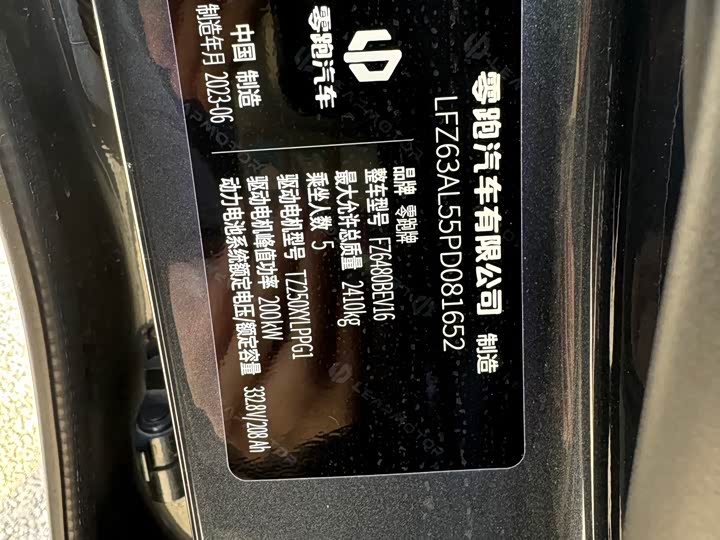 零跑汽车有限公司 制造
LFZ63AL55PD081652
零跑汽车
中国 制造
制造年月 2023-06
品牌 零跑牌
整车型号 FZ6480BEV16
最大允许总质量 2410kg
乘坐人数 5
驱动电机型号 TZ250XYLPPG1
驱动电机峰值功率 200kW
动力电池系统额定电压/额定容量 332.8V/208Ah